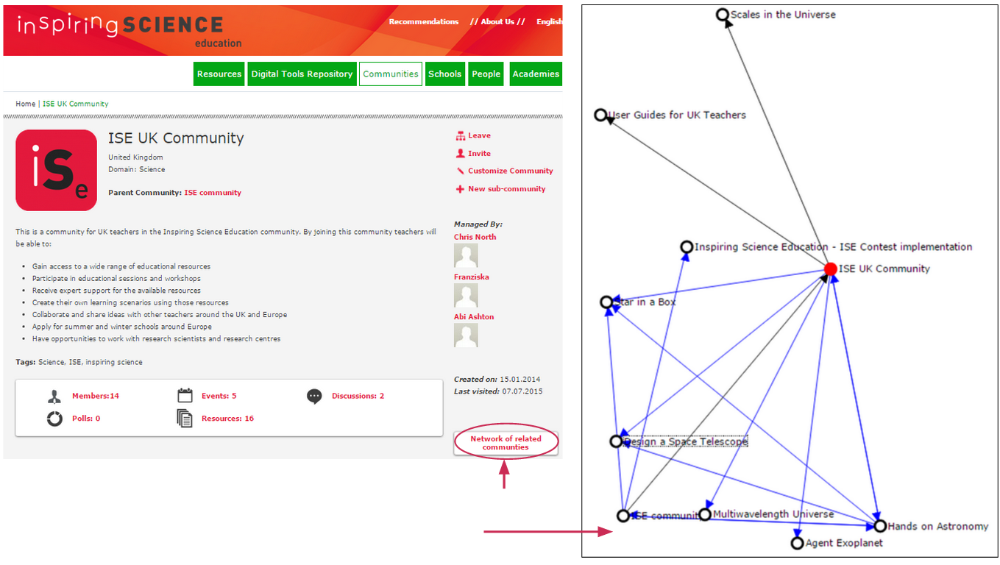 inspiring SCIENCE
education
Recommendations // About Us // English
Resources Digital Tools Repository Communities Schools People Academies
Home | ISE UK Community
iSe
ISE UK Community
United Kingdom
Domain: Science
Parent Community: ISE community
This is a community for UK teachers in the Inspiring Science Education community. By joining this community teachers will
be able to:
• Gain access to a wide range of educational resources
• Participate in educational sessions and workshops
• Receive expert support for the available resources
• Create their own learning scenarios using those resources
• Collaborate and share ideas with other teachers around the UK and Europe
• Apply for summer and winter schools around Europe
• Have opportunities to work with research scientists and research centres
Tags: Science, ISE, inspiring science
Members:14
Events: 5
Discussions: 2
Polls: 0
Resources: 16
Leave
Invite
Customize Community
New sub-community
Managed By:
Chris North
Franziska
Abi Ashton
Created on: 15.01.2014
Last visited: 07.07.2015
Network of related
communties
Scales in the Universe
User Guides for UK Teachers
Inspiring Science Education - ISE Contest implementation
ISE UK Community
Star in a Box
Design a Space Telescope
ISE community
Multiwavelength Universe
Hands on Astronomy
Agent Exoplanet